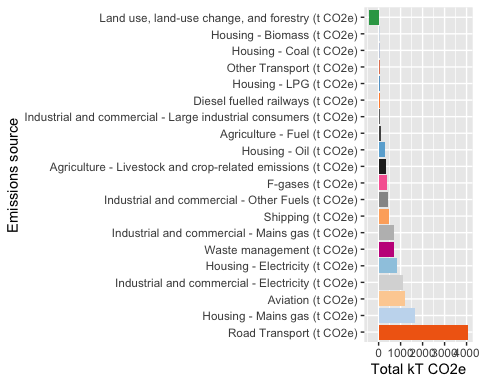 Land use, land-use change, and forestry (t CO2e)
Housing - Biomass (t CO2e)
Housing - Coal (t CO2e)
Other Transport (t CO2e)
Housing - LPG (t CO2e)
Diesel fuelled railways (t CO2e)
Industrial and commercial - Large industrial consumers (t CO2e)
Agriculture - Fuel (t CO2e)
Housing - Oil (t CO2e)
Agriculture - Livestock and crop-related emissions (t CO2e)
F-gases (t CO2e)
Industrial and commercial - Other Fuels (t CO2e)
Shipping (t CO2e)
Industrial and commercial - Mains gas (t CO2e)
Waste management (t CO2e)
Housing - Electricity (t CO2e)
Industrial and commercial - Electricity (t CO2e)
Aviation (t CO2e)
Housing - Mains gas (t CO2e)
Road Transport (t CO2e)
Emissions source
0 1000 2000 3000 4000
Total kT CO2e